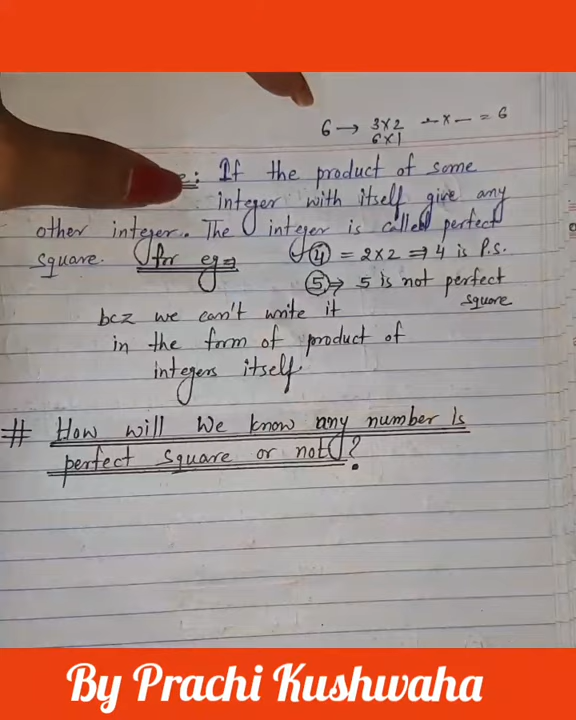 6 → 3×2 —×— = 6
6×1
e: If the product of some
integer with itself give any
other integer. The integer is called perfect
square. for eg ⇒ ④ = 2×2 ⇒ 4 is P.S.
⑤ ⇒ 5 is not perfect
square
bcz we can't write it
in the form of product of
integers itself.
# How will We know any number is
perfect square or not ?
By Prachi Kushwaha